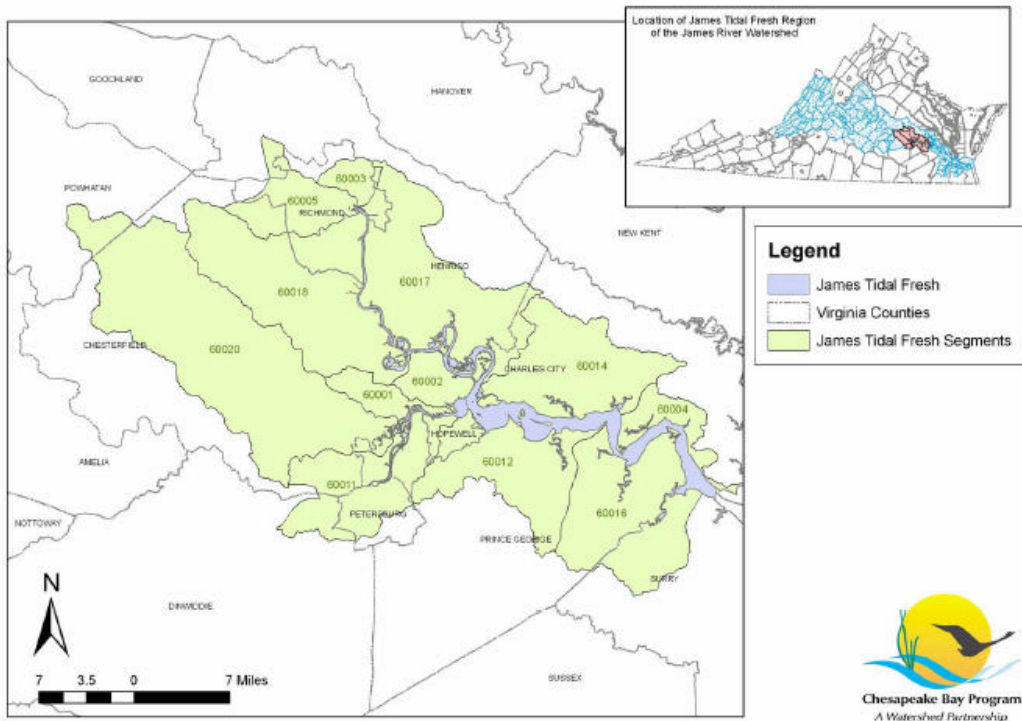 Location of James Tidal Fresh Region
of the James River Watershed
GOOCHLAND
HANOVER
POWHATAN
60003
60005
RICHMOND
NEW KENT
HENRICO
60018
60017
CHESTERFIELD
60020
60002
CHARLES CITY
60014
60001
60004
HOPEWELL
AMELIA
60012
60011
PETERSBURG
60016
NOTTOWAY
PRINCE GEORGE
SURRY
DINWIDDIE
SUSSEX
N
7 3.5 0 7 Miles
Legend
James Tidal Fresh
Virginia Counties
James Tidal Fresh Segments
Chesapeake Bay Program
A Watershed Partnership